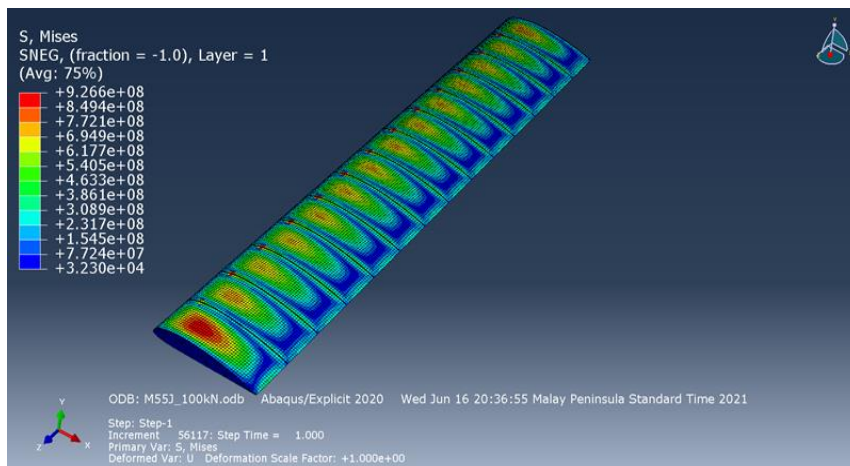 S, Mises
SNEG, (fraction = -1.0), Layer = 1
(Avg: 75%)
+9.266e+08
+8.494e+08
+7.721e+08
+6.949e+08
+6.177e+08
+5.405e+08
+4.633e+08
+3.861e+08
+3.089e+08
+2.317e+08
+1.545e+08
+7.724e+07
+3.230e+04
ODB: M55J_100kN.odb Abaqus/Explicit 2020 Wed Jun 16 20:36:55 Malay Peninsula Standard Time 2021
Step: Step-1
Increment 56117: Step Time = 1.000
Primary Var: S, Mises
Deformed Var: U Deformation Scale Factor: +1.000e+00
Y
Z
X